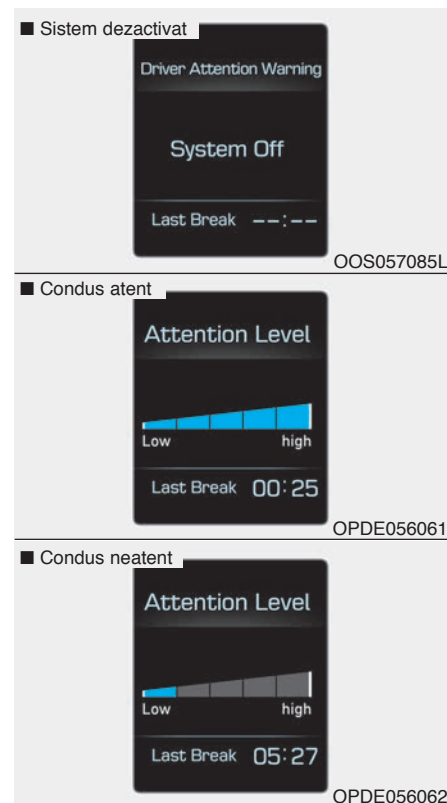 ■ Sistem dezactivat
Driver Attention Warning
System Off
Last Break --:--
OOS057085L
■ Condus atent
Attention Level
Low high
Last Break 00:25
OPDE056061
■ Condus neatent
Attention Level
Low high
Last Break 05:27
OPDE056062